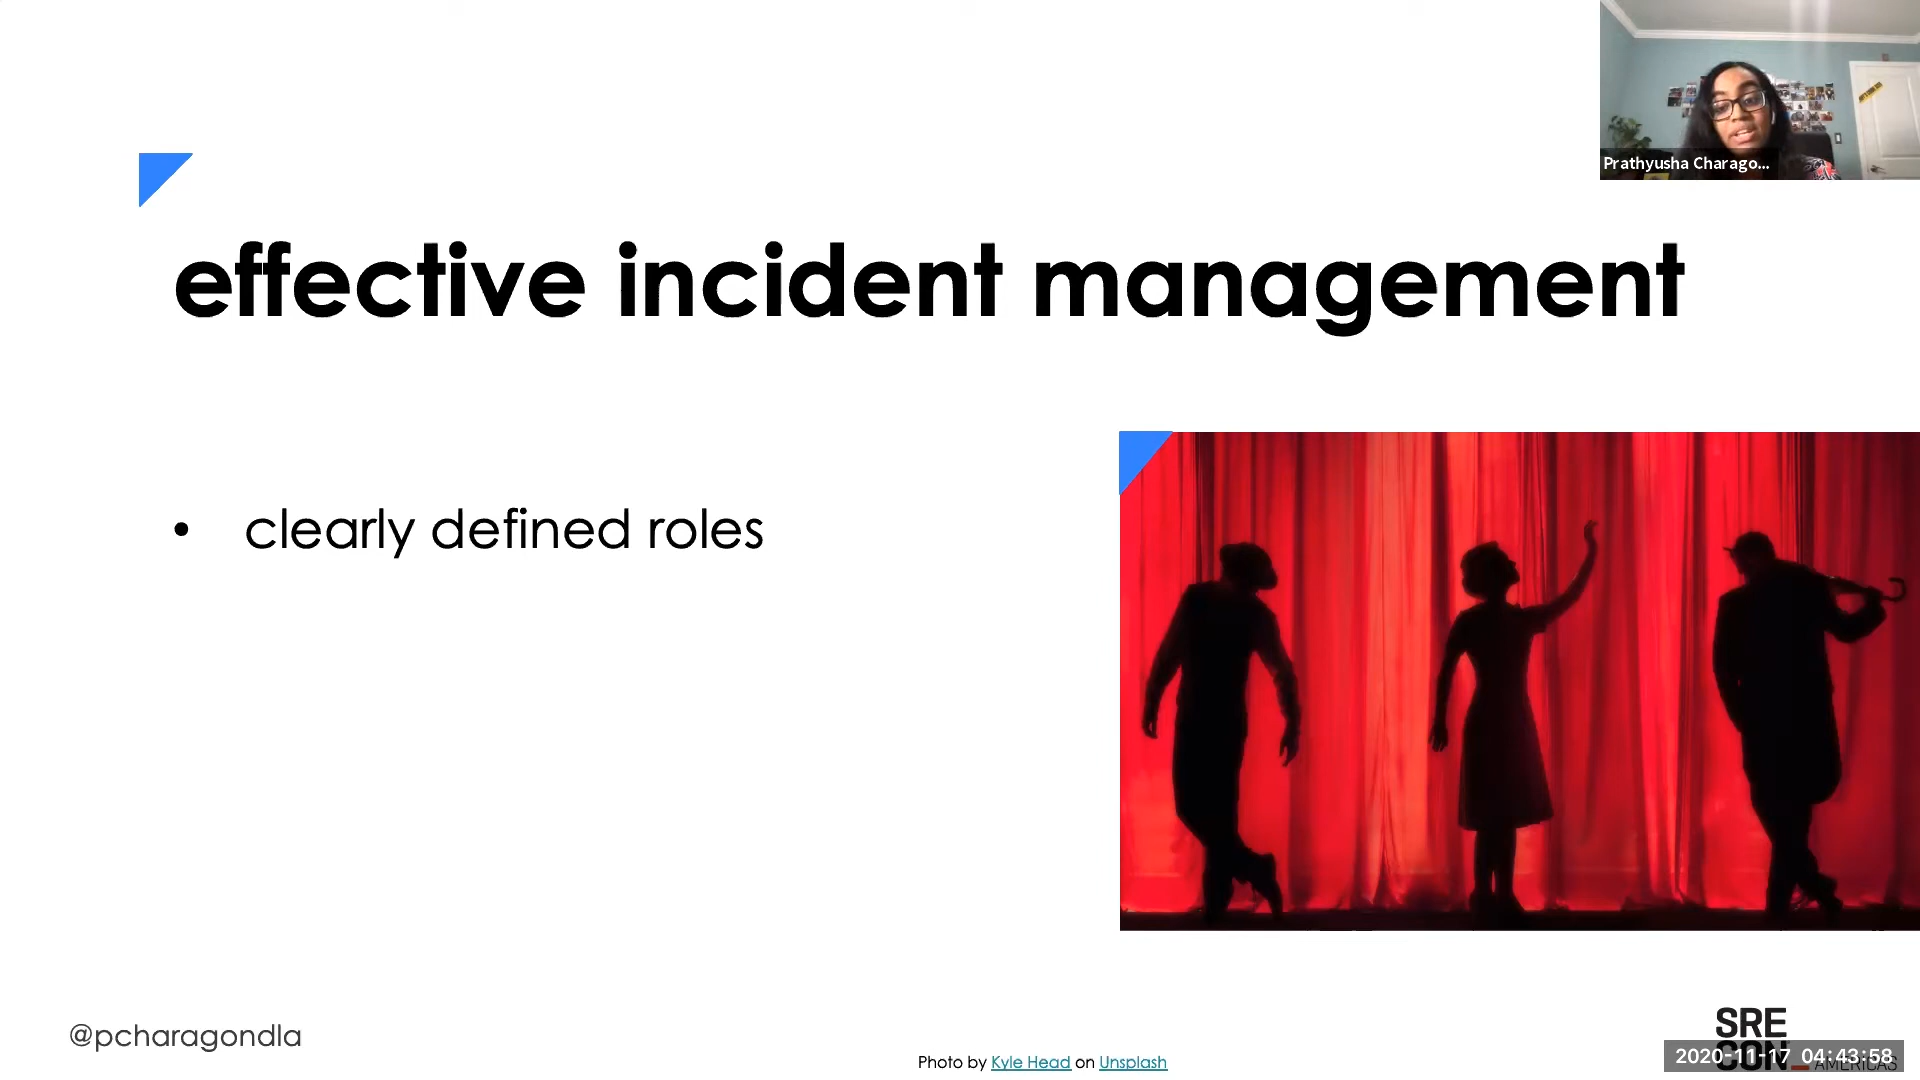 Prathyusha Charago...
effective incident management
• clearly defined roles
@pcharagondla
Photo by Kyle Head on Unsplash
SRE
CON_AMERICAS
2020-11-17 04:43:58